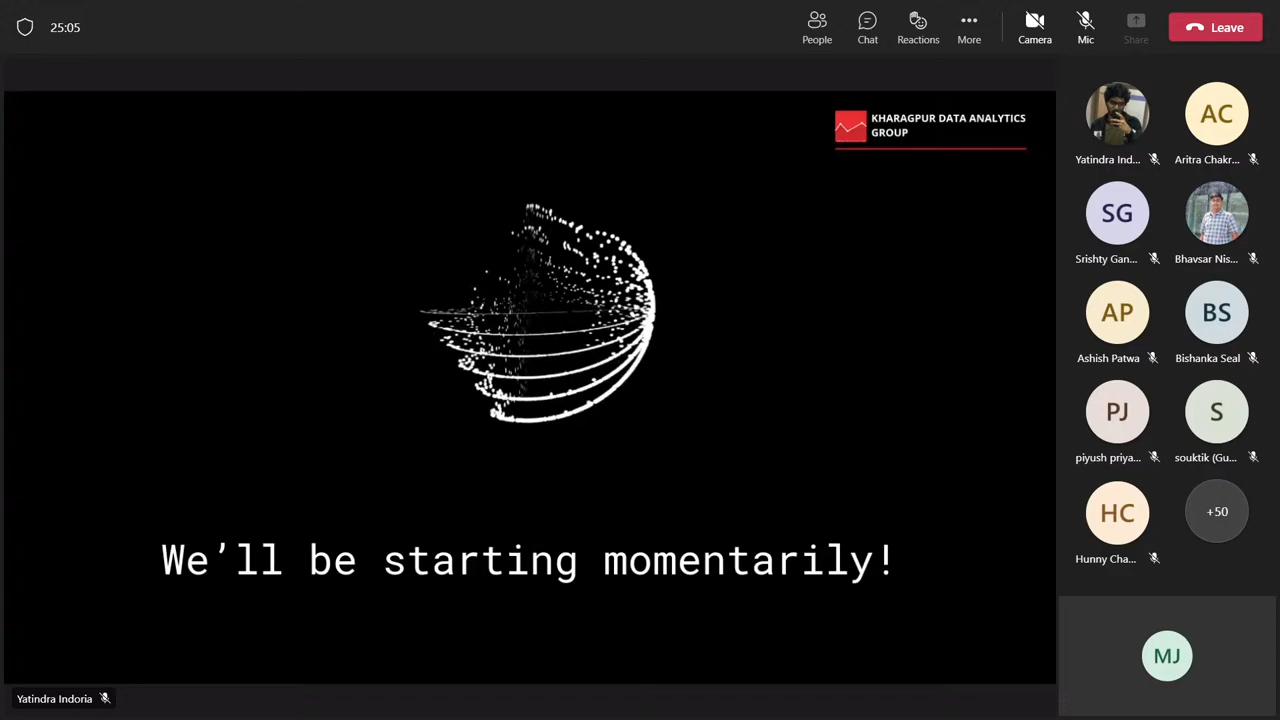 25:05
People
Chat
Reactions
More
Camera
Mic
Share
Leave
KHARAGPUR DATA ANALYTICS
GROUP
We’ll be starting momentarily!
Yatindra Indoria
Yatindra Ind...
AC
Aritra Chakr...
SG
Srishty Gan...
Bhavsar Nis...
AP
Ashish Patwa
BS
Bishanka Seal
PJ
piyush priya...
S
souktik (Gu...
HC
Hunny Cha...
+50
MJ